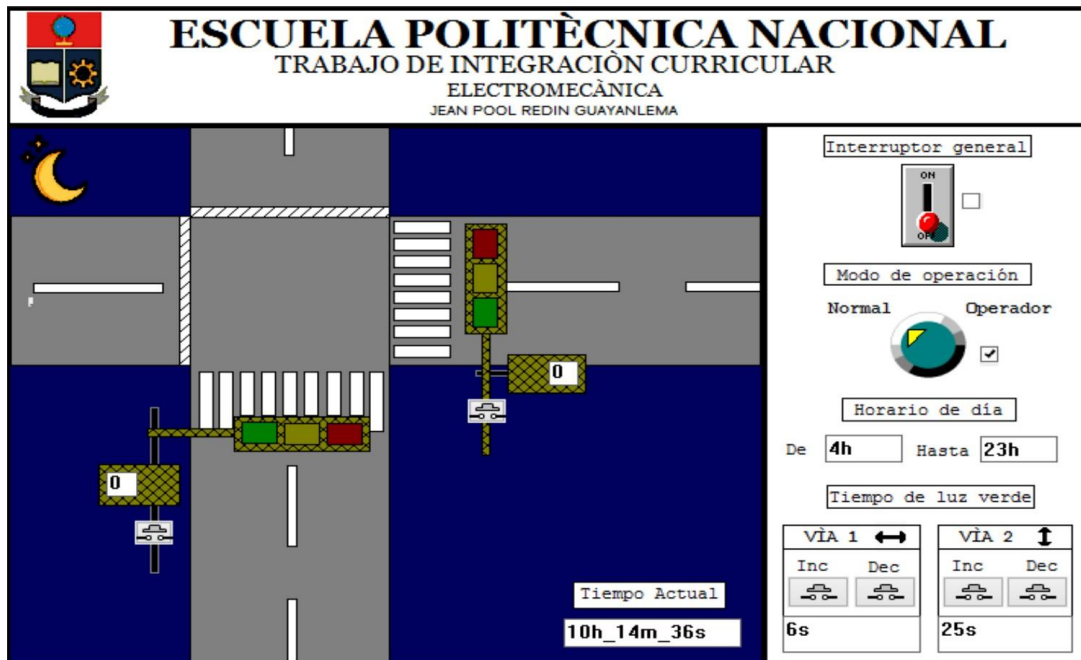 ESCUELA POLITÈCNICA NACIONAL
TRABAJO DE INTEGRACIÒN CURRICULAR
ELECTROMECÀNICA
JEAN POOL REDIN GUAYANLEMA
Interruptor general
ON
OFF
Modo de operación
Normal Operador
0
Horario de día
De 4h Hasta 23h
0
Tiempo de luz verde
VÌA 1 VÌA 2
Inc Dec Inc Dec
Tiempo Actual
10h_14m_36s
6s 25s